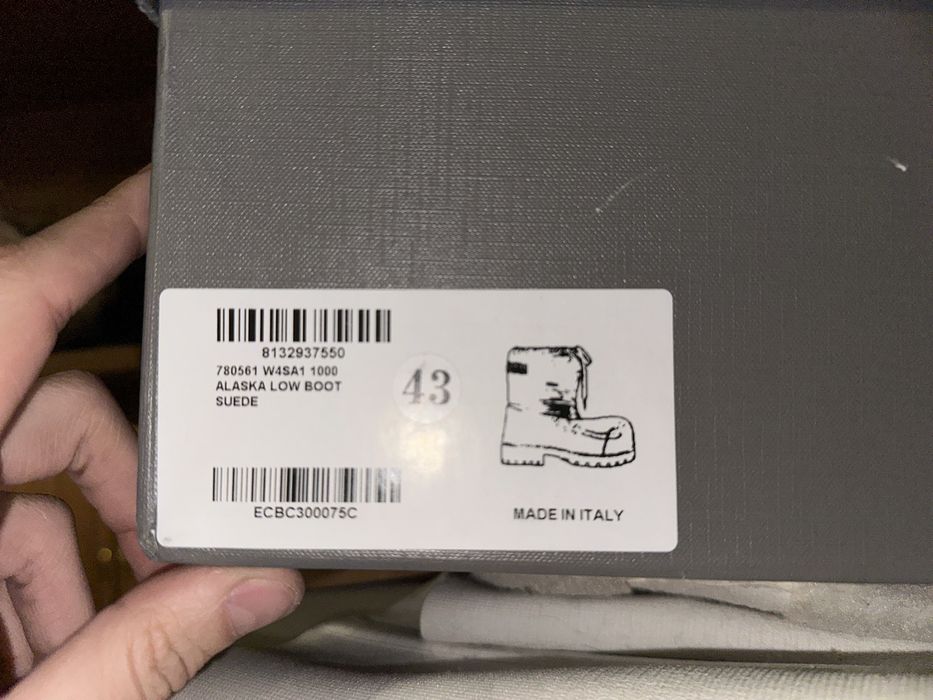 8132937550
780561 W4SA1 1000
ALASKA LOW BOOT
SUEDE
43
ECBC300075C
MADE IN ITALY